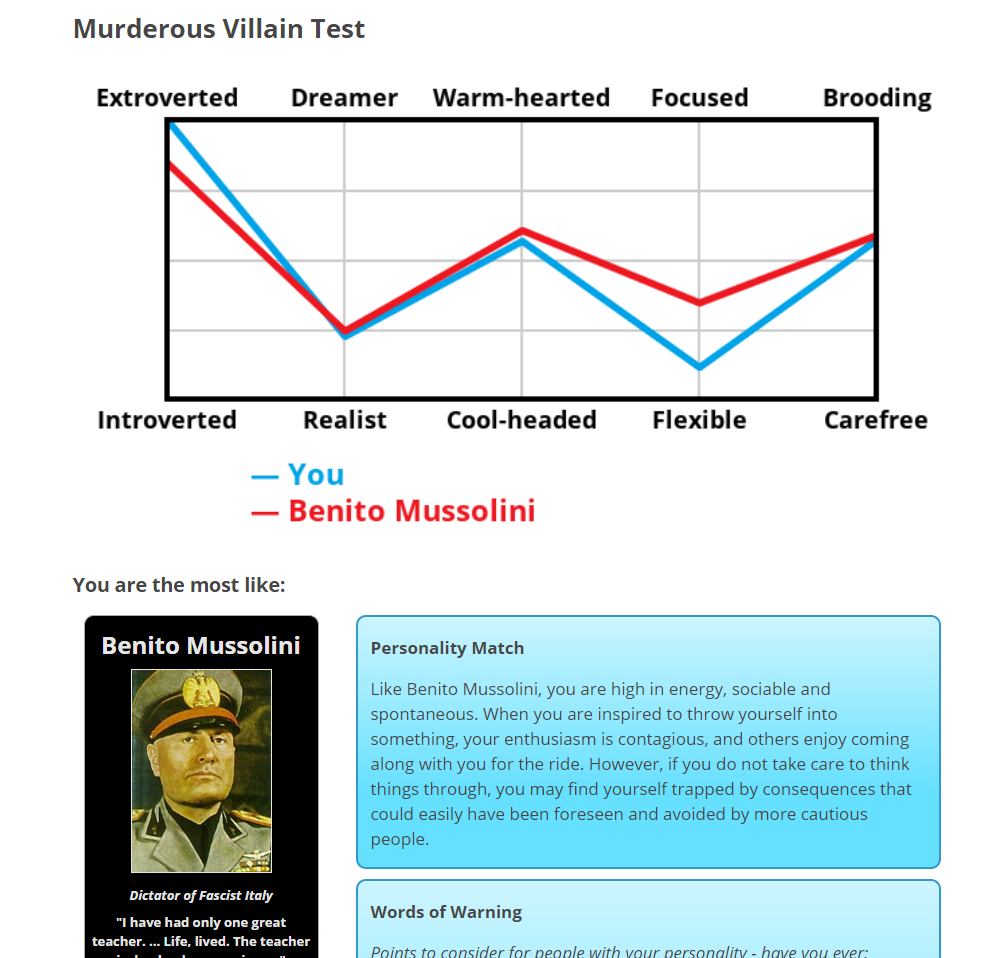 Murderous Villain Test
Extroverted Dreamer Warm-hearted Focused Brooding
Introverted Realist Cool-headed Flexible Carefree
— You
— Benito Mussolini
You are the most like:
Benito Mussolini
Dictator of Fascist Italy
"I have had only one great
teacher. ... Life, lived. The teacher
Personality Match
Like Benito Mussolini, you are high in energy, sociable and
spontaneous. When you are inspired to throw yourself into
something, your enthusiasm is contagious, and others enjoy coming
along with you for the ride. However, if you do not take care to think
things through, you may find yourself trapped by consequences that
could easily have been foreseen and avoided by more cautious
people.
Words of Warning
Points to consider for people with your personality - have you ever: